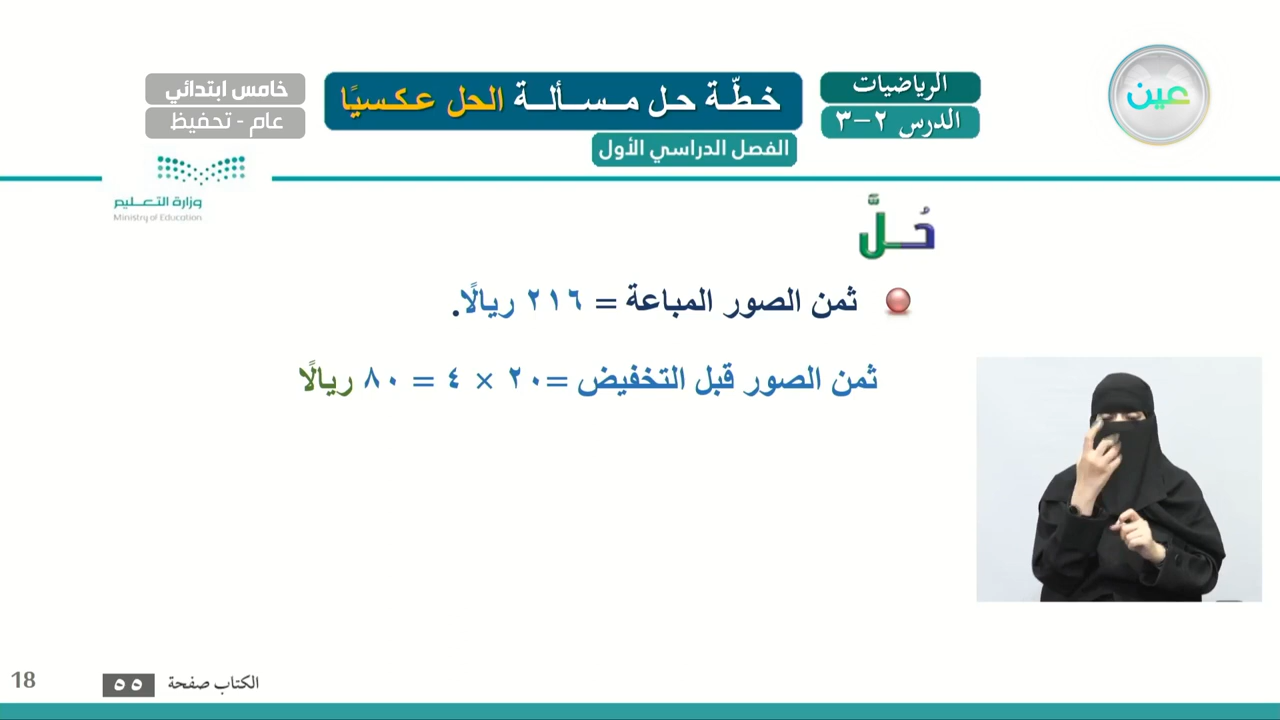 عين
الرياضيات
الدرس ٢-٣
خطّة حل مسألة الحل عكسيًا
الفصل الدراسي الأول
خامس ابتدائي
عام - تحفيظ
وزارة التعليم
Ministry of Education
حُلَّ
ثمن الصور المباعة = ٢١٦ ريالًا.
ثمن الصور قبل التخفيض =٢٠ × ٤ = ٨٠ ريالًا
الكتاب صفحة ٥٥
18